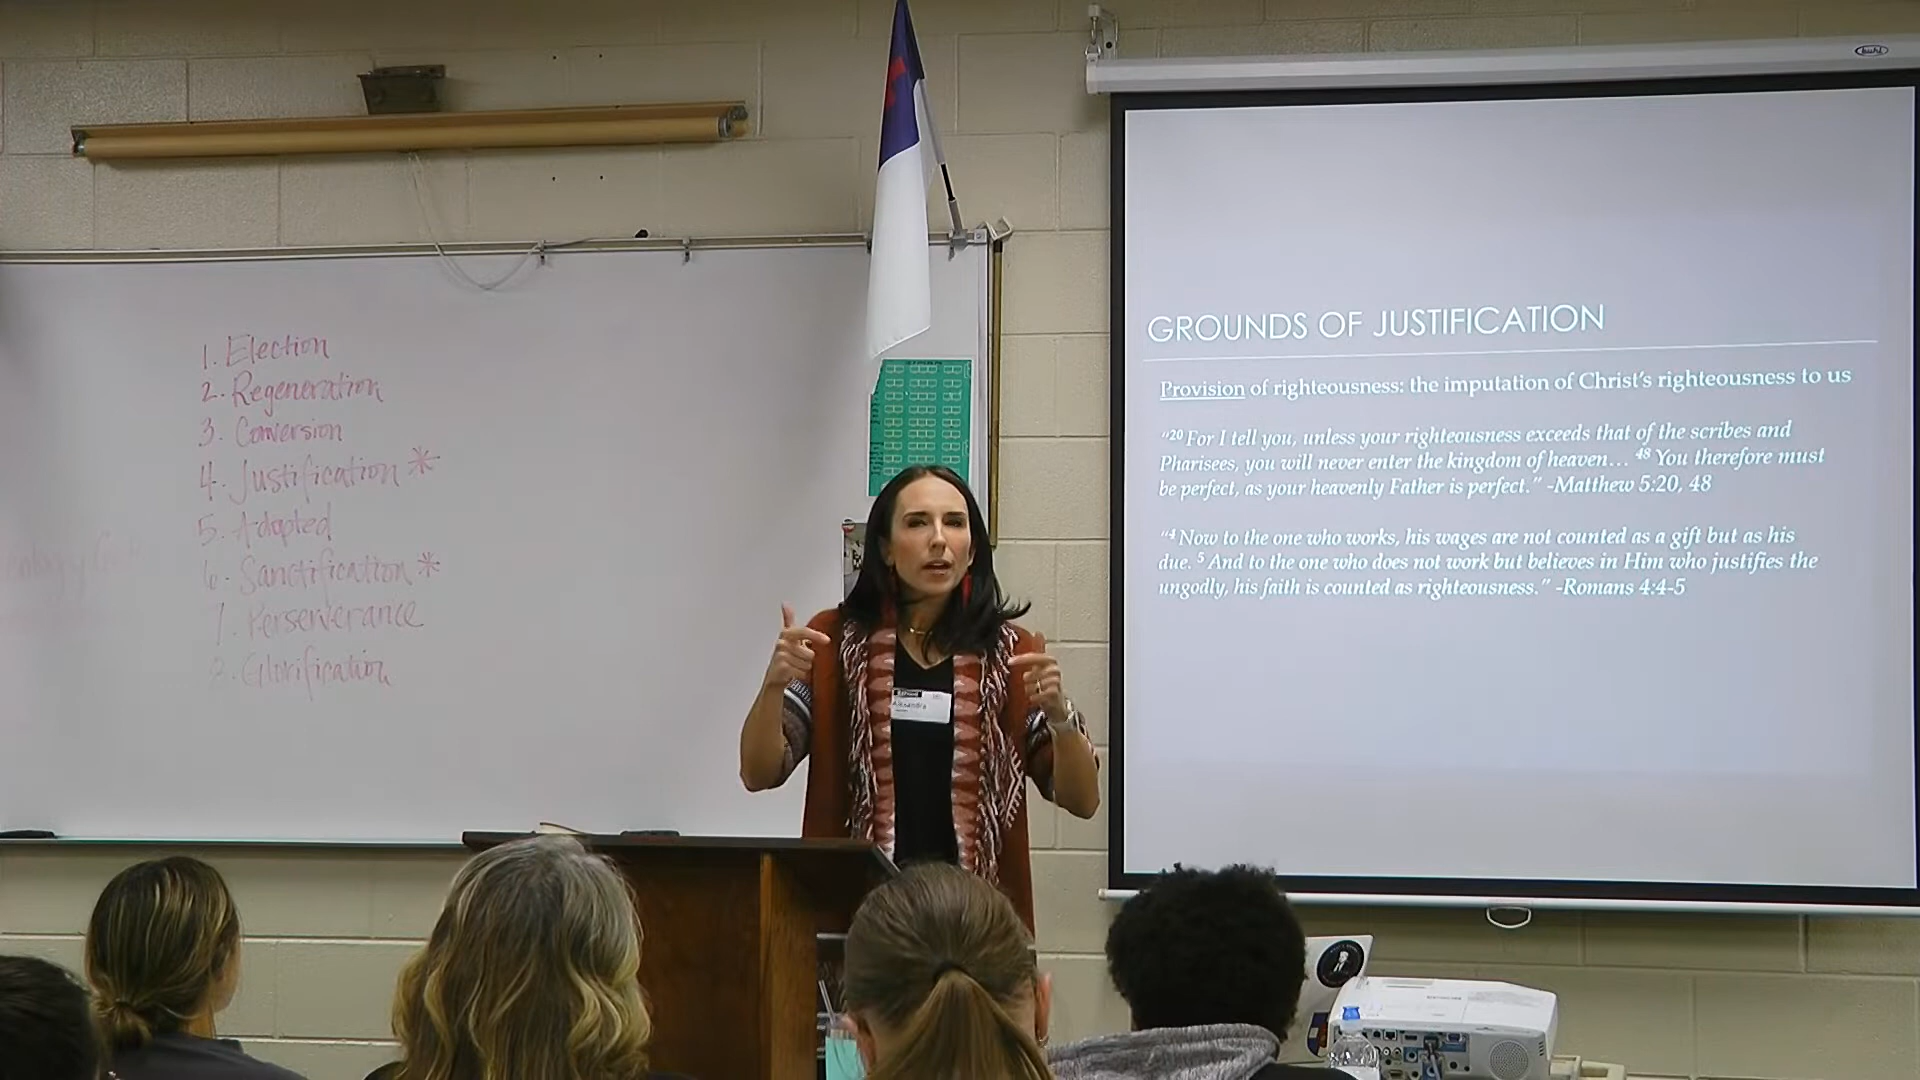 1. Election
2. Regeneration
3. Conversion
4. Justification *
5. Adopted
6. Sanctification *
7. Perserverance
8. Glorification
GROUNDS OF JUSTIFICATION
Provision of righteousness: the imputation of Christ's righteousness to us
"20 For I tell you, unless your righteousness exceeds that of the scribes and
Pharisees, you will never enter the kingdom of heaven… 48 You therefore must
be perfect, as your heavenly Father is perfect." -Matthew 5:20, 48
"4 Now to the one who works, his wages are not counted as a gift but as his
due. 5 And to the one who does not work but believes in Him who justifies the
ungodly, his faith is counted as righteousness." -Romans 4:4-5
Alexandra
buhl